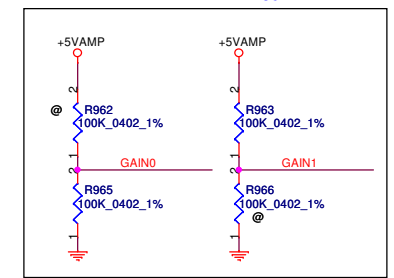 +5VAMP +5VAMP
2 2
@ R962 R963
100K_0402_1% 100K_0402_1%
1 1
GAIN0 GAIN1
2 2
R965 R966
100K_0402_1% 100K_0402_1%
@
1 1